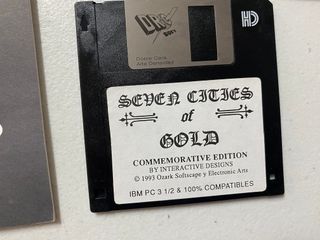 SOFT
HD
SEVEN CITIES
of
GOLD
COMMEMORATIVE EDITION
BY INTERACTIVE DESIGNS
© 1993 Ozark Softscape y Electronic Arts
IBM PC 3 1/2 & 100% COMPATIBLES